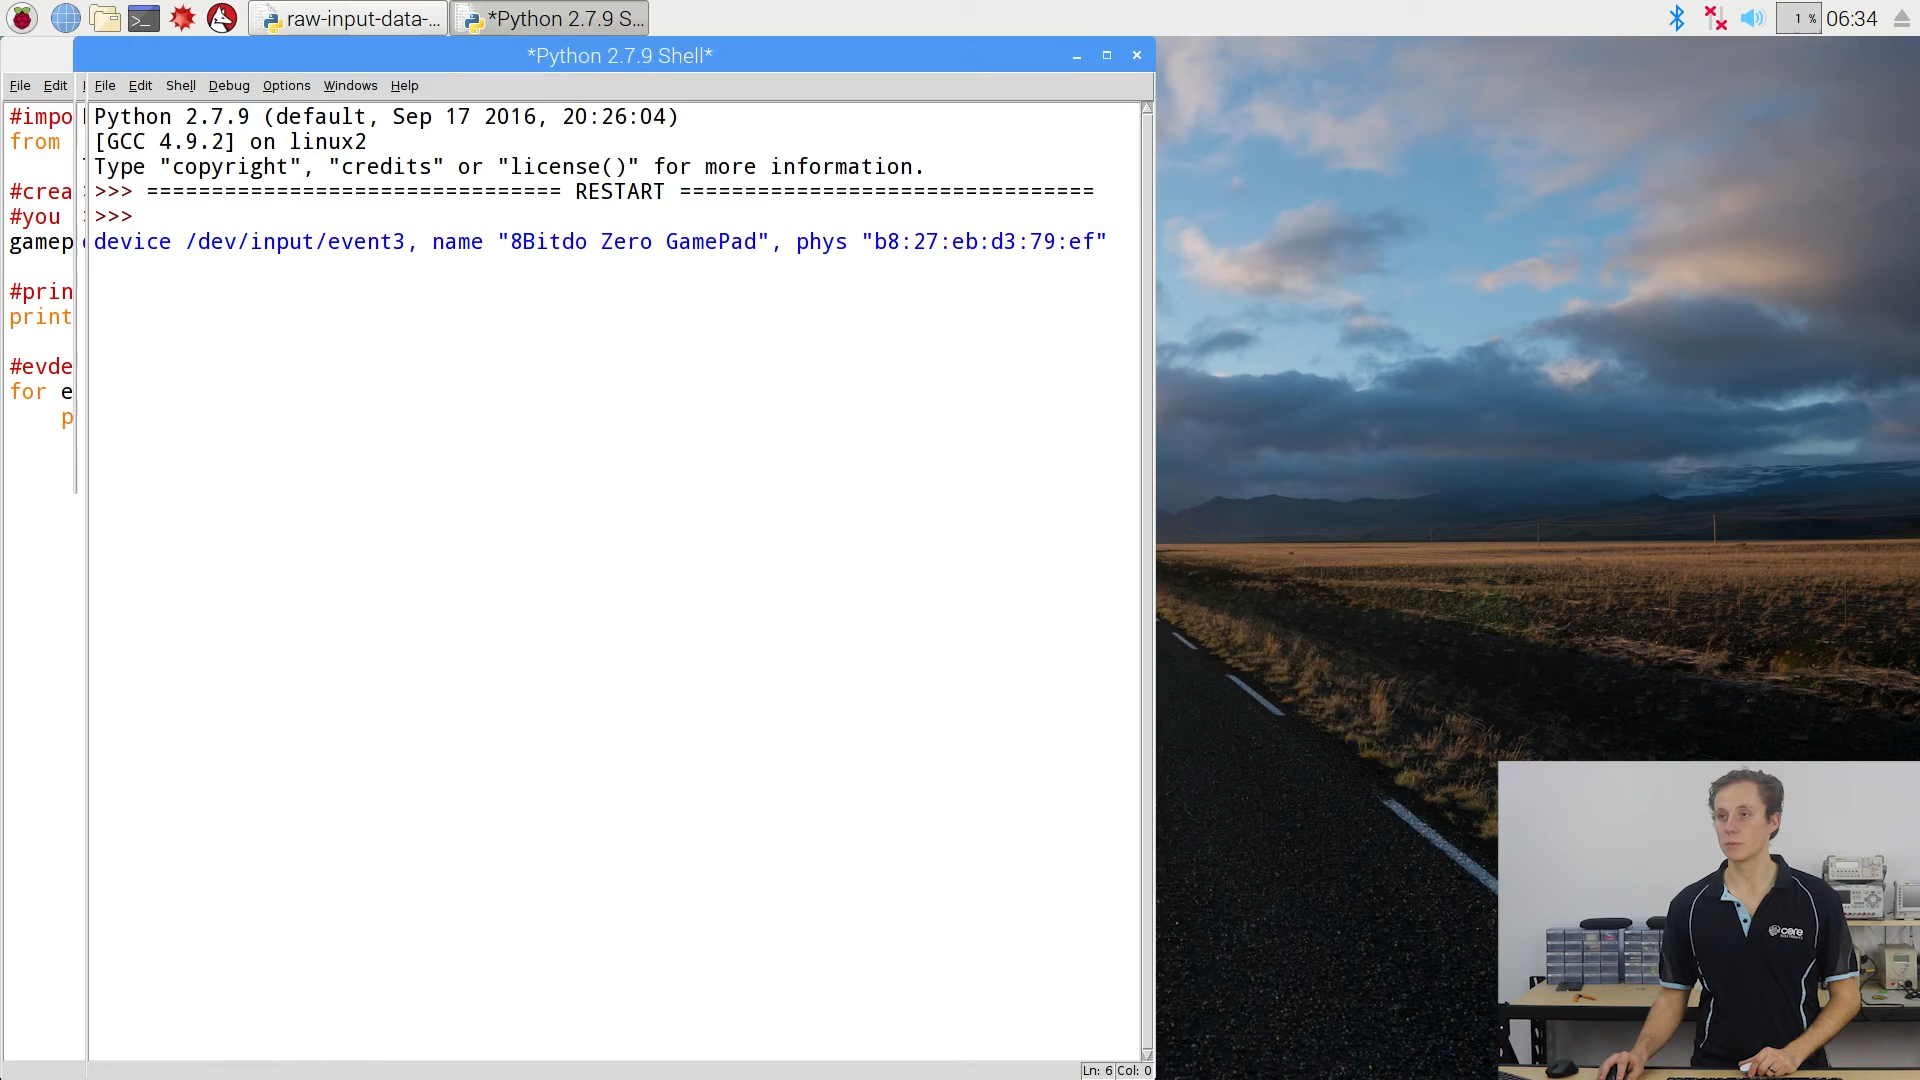 raw-input-data-...
*Python 2.7.9 S...
1 %
06:34
*Python 2.7.9 Shell*
File Edit
File Edit Shell Debug Options Windows Help
#impo
from
#crea
#you
gamep
#prin
print
#evde
for e
p
Python 2.7.9 (default, Sep 17 2016, 20:26:04)
[GCC 4.9.2] on linux2
Type "copyright", "credits" or "license()" for more information.
>>> ================================ RESTART ================================
>>>
device /dev/input/event3, name "8Bitdo Zero GamePad", phys "b8:27:eb:d3:79:ef"
Ln: 6 Col: 0
core